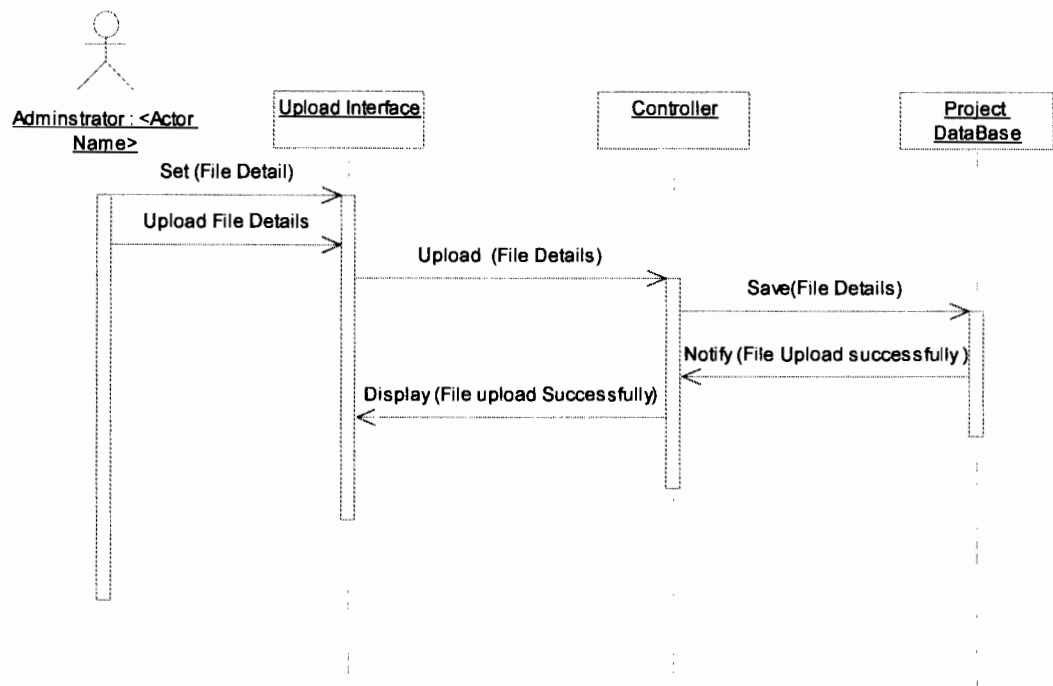 Adminstrator : <Actor
Name>
Upload Interface
Controller
Project
DataBase
Set (File Detail)
Upload File Details
Upload (File Details)
Save(File Details)
Notify (File Upload successfully)
Display (File upload Successfully)